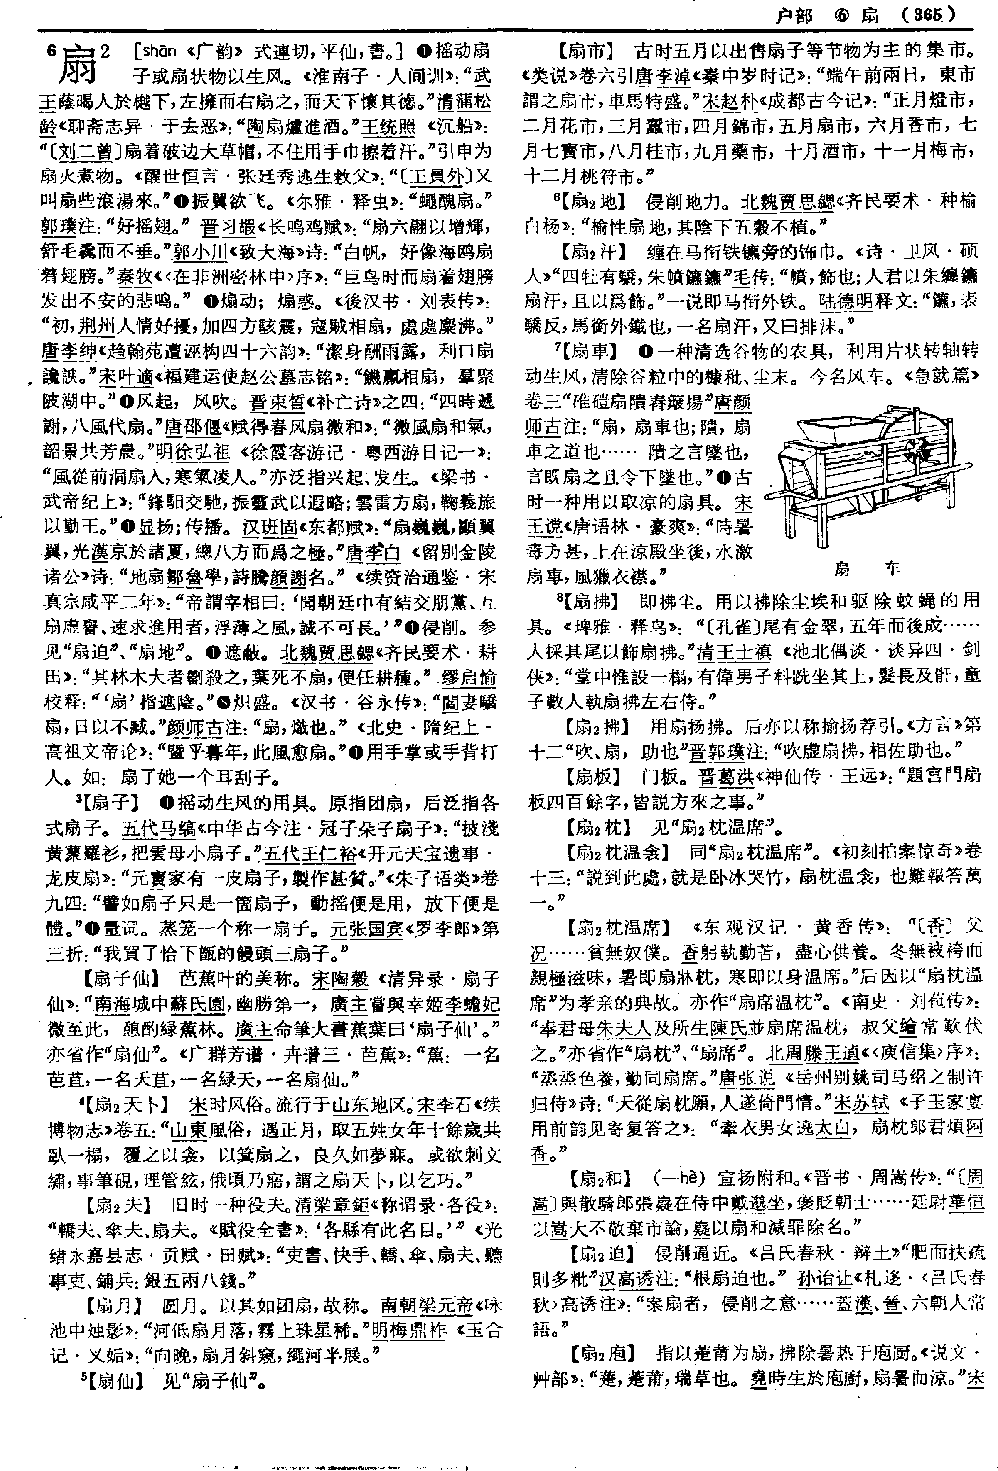 户部 ⑥ 扇 （365）
6扇2 [shān《广韵》式連切，平仙，書。] ❶摇动扇
子或扇状物以生风。《淮南子·人间训》：“武
王蔭暍人於樾下，左擁而右扇之，而天下懷其德。”清蒲松
龄《聊斋志异·于去恶》：“陶扇爐進酒。”王统照《沉船》：
“〔刘二曾〕扇着破边大草帽，不住用手巾擦着汗。”引申为
扇火煮物。《醒世恒言·张廷秀逃生救父》：“〔王員外〕又
叫扇些滾湯來。”振翼欲飞。《尔雅·释虫》：“蠅醜扇。”
郭璞注：“好摇翅。”晋习嘏《长鸣鸡赋》：“扇六翮以增暉，
舒毛毳而不垂。”郭小川《致大海》诗：“白帆，好像海鸥扇
着翅膀。”秦牧《〈在非洲密林中〉序》：“巨鸟时而扇着翅膀
发出不安的悲鸣。”煽动；煽惑。《後汉书·刘表传》：
“初，荆州人情好擾，加四方駭震，寇賊相扇，處處麋沸。”
唐李绅《趋翰苑遭诬构四十六韵》：“潔身酬雨露，利口扇
讒諛。”宋叶適《福建运使赵公墓志铭》：“饑羸相扇，羣聚
陂湖中。”风起，风吹。晋束晳《补亡诗》之四：“四時遞
謝，八風代扇。”唐邵偃《赋得春风扇微和》：“微風扇和氣，
韶景共芳晨。”明徐弘祖《徐霞客游记·粤西游日记一》：
“風從前洞扇入，寒氣凌人。”亦泛指兴起、发生。《梁书·
武帝纪上》：“鋒馹交馳，振靈武以遐略；雲雷方扇，鞠義旅
以勤王。”显扬；传播。汉班固《东都赋》：“扇巍巍，顯翼
翼，光漢京於諸夏，總八方而爲之極。”唐李白《留别金陵
诸公》诗：“地扇鄒魯學，詩騰顔謝名。”《续资治通鉴·宋
真宗咸平二年》：“帝謂宰相曰：‘聞朝廷中有結交朋黨、互
扇虚譽、速求進用者，浮薄之風，誠不可長。’”侵削。参
见“扇迫”、“扇地”。遮蔽。北魏贾思勰《齐民要术·耕
田》：“其林木大者劉殺之，葉死不扇，便任耕種。”缪启愉
校释：“‘扇’指遮陰。”炽盛。《汉书·谷永传》：“閻妻驕
扇，日以不臧。”颜师古注：“扇，熾也。”《北史·隋纪上·
高祖文帝论》：“暨乎暮年，此風愈扇。”用手掌或手背打
人。如：扇了她一个耳刮子。
3【扇子】 ❶摇动生风的用具。原指团扇，后泛指各
式扇子。五代马缟《中华古今注·冠子朵子扇子》：“披淺
黄藂羅衫，把雲母小扇子。”五代王仁裕《开元天宝遗事·
龙皮扇》：“元寶家有一皮扇子，製作甚質。”《朱子语类》卷
九四：“譬如扇子只是一箇扇子，動摇便是用，放下便是
體。”量词。蒸笼一个称一扇子。元张国宾《罗李郎》第
三折：“我買了恰下甑的饅頭三扇子。”
【扇子仙】 芭蕉叶的美称。宋陶穀《清异录·扇子
仙》：“南海城中蘇氏園，幽勝第一，廣主嘗與幸姬李蟾妃
微至此，酣酌緑蕉林。廣主命筆大書蕉葉曰‘扇子仙’。”
亦省作“扇仙”。《广群芳谱·卉谱三·芭蕉》：“蕉：一名
芭苴，一名天苴，一名緑天，一名扇仙。”
4【扇2天卜】 宋时风俗。流行于山东地区。宋李石《续
博物志》卷五：“山東風俗，遇正月，取五姓女年十餘歲共
卧一榻，覆之以衾，以箕扇之，良久如夢寐。或欲刺文
繡，事筆硯，理管絃，俄頃乃寤，謂之扇天卜，以乞巧。”
【扇2夫】 旧时一种役夫。清梁章鉅《称谓录·各役》：
“轎夫、傘夫、扇夫。《賦役全書》：‘各縣有此名目。’”《光
绪永嘉县志·贡赋·田赋》：“吏書、快手、轎、傘、扇夫、聽
事吏、鋪兵：銀五兩八錢。”
【扇月】 圆月。以其如团扇，故称。南朝梁元帝《咏
池中烛影》：“河低扇月落，霧上珠星稀。”明梅鼎祚《玉合
记·义姤》：“向晚，扇月斜窺，繩河半展。”
5【扇仙】 见“扇子仙”。
【扇市】 古时五月以出售扇子等节物为主的集市。
《类说》卷六引唐李淖《秦中岁时记》：“端午前兩日，東市
謂之扇市，車馬特盛。”宋赵朴《成都古今记》：“正月燈市，
二月花市，三月蠶市，四月錦市，五月扇市，六月香市，七
月七寶市，八月桂市，九月藥市，十月酒市，十一月梅市，
十二月桃符市。”
6【扇2地】 侵削地力。北魏贾思勰《齐民要术·种榆
白杨》：“榆性扇地，其陰下五穀不植。”
【扇2汗】 缠在马衔铁镳旁的饰巾。《诗·卫风·硕
人》“四牡有驕，朱幩鑣鑣”毛传：“幩，飾也；人君以朱纏鑣
扇汗，且以爲飾。”一说即马衔外铁。陆德明释文：“鑣，表
驕反，馬銜外鐵也，一名扇汗，又曰排沫。”
7【扇車】 ❶一种清选谷物的农具，利用片状转轴转
动生风，清除谷粒中的糠秕、尘末。今名风车。《急就篇》
卷三“碓磑扇隤舂簸揚”唐颜
师古注：“扇，扇車也；隤，扇
車之道也……隤之言墜也，
言既扇之且令下墜也。”古
时一种用以取凉的扇具。宋
王谠《唐语林·豪爽》：“時暑
毒方甚，上在涼殿坐後，水激
扇車，風獵衣襟。”
扇 车
8【扇拂】 即拂尘。用以拂除尘埃和驱除蚊蝇的用
具。《埤雅·释鸟》：“〔孔雀〕尾有金翠，五年而後成……
人採其尾以飾扇拂。”清王士禛《池北偶谈·谈异四·剑
侠》：“堂中惟設一榻，有偉男子科跣坐其上，髮長及骭，童
子數人執扇拂左右侍。”
【扇2拂】 用扇扬拂。后亦以称揄扬荐引。《方言》第
十二“吹、扇，助也”晋郭璞注：“吹嘘扇拂，相佐助也。”
【扇板】 门板。晋葛洪《神仙传·王远》：“題宫門扇
板四百餘字，皆説方來之事。”
【扇2枕】 见“扇2枕温席”。
【扇2枕温衾】 同“扇2枕温席”。《初刻拍案惊奇》卷
十三：“説到此處，就是卧冰哭竹，扇枕温衾，也難報答萬
一。”
【扇2枕温席】 《东观汉记·黄香传》：“〔香〕父
况……貧無奴僕。香躬執勤苦，盡心供養。冬無被袴而
親極滋味，暑即扇牀枕，寒即以身温席。”后因以“扇枕温
席”为孝亲的典故。亦作“扇席温枕”。《南史·刘苞传》：
“奉君母朱夫人及所生陳氏並扇席温枕，叔父繪常歎伏
之。”亦省作“扇枕”、“扇席”。北周滕王逌《〈庾信集〉序》：
“烝烝色養，勤同扇席。”唐张说《岳州别姚司马绍之制许
归侍》诗：“天從扇枕願，人遂倚門情。”宋苏轼《子玉家宴
用前韵见寄复答之》：“牽衣男女遶太白，扇枕郎君煩阿
香。”
【扇2和】 （—hè）宣扬附和。《晋书·周嵩传》：“〔周
嵩〕與散騎郎張嶷在侍中戴邈坐，褒貶朝士……廷尉華恒
以嵩大不敬棄市論，嶷以扇和減罪除名。”
【扇2迫】 侵削逼近。《吕氏春秋·辩土》“肥而扶疏
則多秕”汉高诱注：“根扇迫也。”孙诒让《札迻·〈吕氏春
秋〉高诱注》：“案扇者，侵削之意……蓋漢、晉、六朝人常
語。”
【扇2庖】 指以萐莆为扇，拂除暑热于庖厨。《说文·
艸部》：“萐，萐莆，瑞草也。堯時生於庖廚，扇暑而涼。”宋